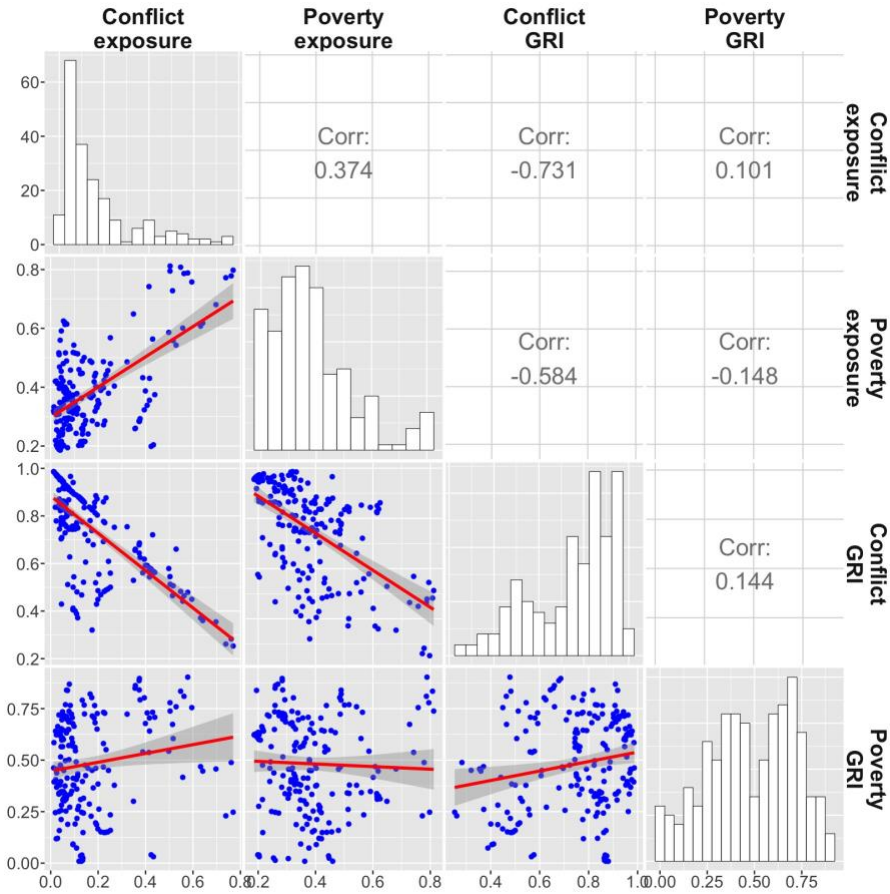 Conflict
exposure
Poverty
exposure
Conflict
GRI
Poverty
GRI
60
40
20
0
Corr:
0.374
Corr:
-0.731
Corr:
0.101
Conflict
exposure
0.8
0.6
0.4
0.2
Corr:
-0.584
Corr:
-0.148
Poverty
exposure
1.0
0.8
0.6
0.4
0.2
Corr:
0.144
Conflict
GRI
0.75
0.50
0.25
0.00
Poverty
GRI
0.0 0.2 0.4 0.6 0.8
0.2 0.4 0.6 0.8
0.4 0.6 0.8 1.0
0.00 0.25 0.50 0.75